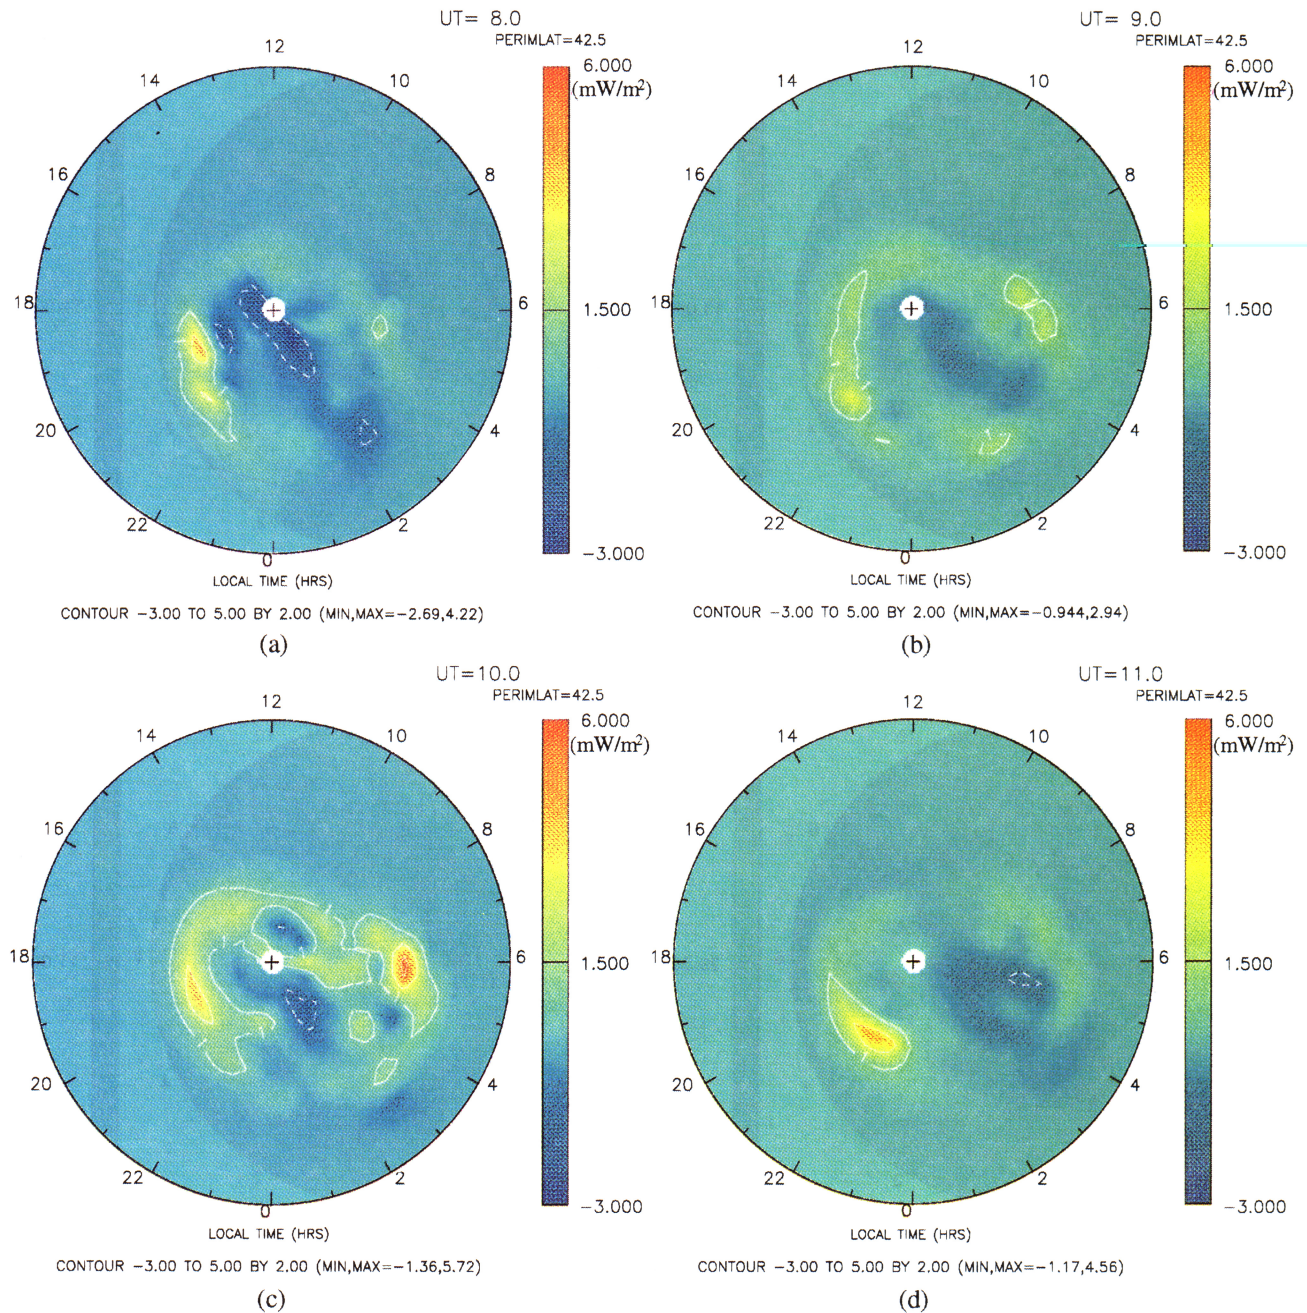 UT= 8.0
PERIMLAT=42.5
12
14
10
6.000
(mW/m²)
16
8
18
6
1.500
20
4
22
2
-3.000
0
LOCAL TIME (HRS)
CONTOUR -3.00 TO 5.00 BY 2.00 (MIN,MAX=-2.69,4.22)
(a)
UT= 9.0
PERIMLAT=42.5
12
14
10
6.000
(mW/m²)
16
8
18
6
1.500
20
4
22
2
-3.000
0
LOCAL TIME (HRS)
CONTOUR -3.00 TO 5.00 BY 2.00 (MIN,MAX=-0.944,2.94)
(b)
UT=10.0
PERIMLAT=42.5
12
14
10
6.000
(mW/m²)
16
8
18
6
1.500
20
4
22
2
-3.000
0
LOCAL TIME (HRS)
CONTOUR -3.00 TO 5.00 BY 2.00 (MIN,MAX=-1.36,5.72)
(c)
UT=11.0
PERIMLAT=42.5
12
14
10
6.000
(mW/m²)
16
8
18
6
1.500
20
4
22
2
-3.000
0
LOCAL TIME (HRS)
CONTOUR -3.00 TO 5.00 BY 2.00 (MIN,MAX=-1.17,4.56)
(d)